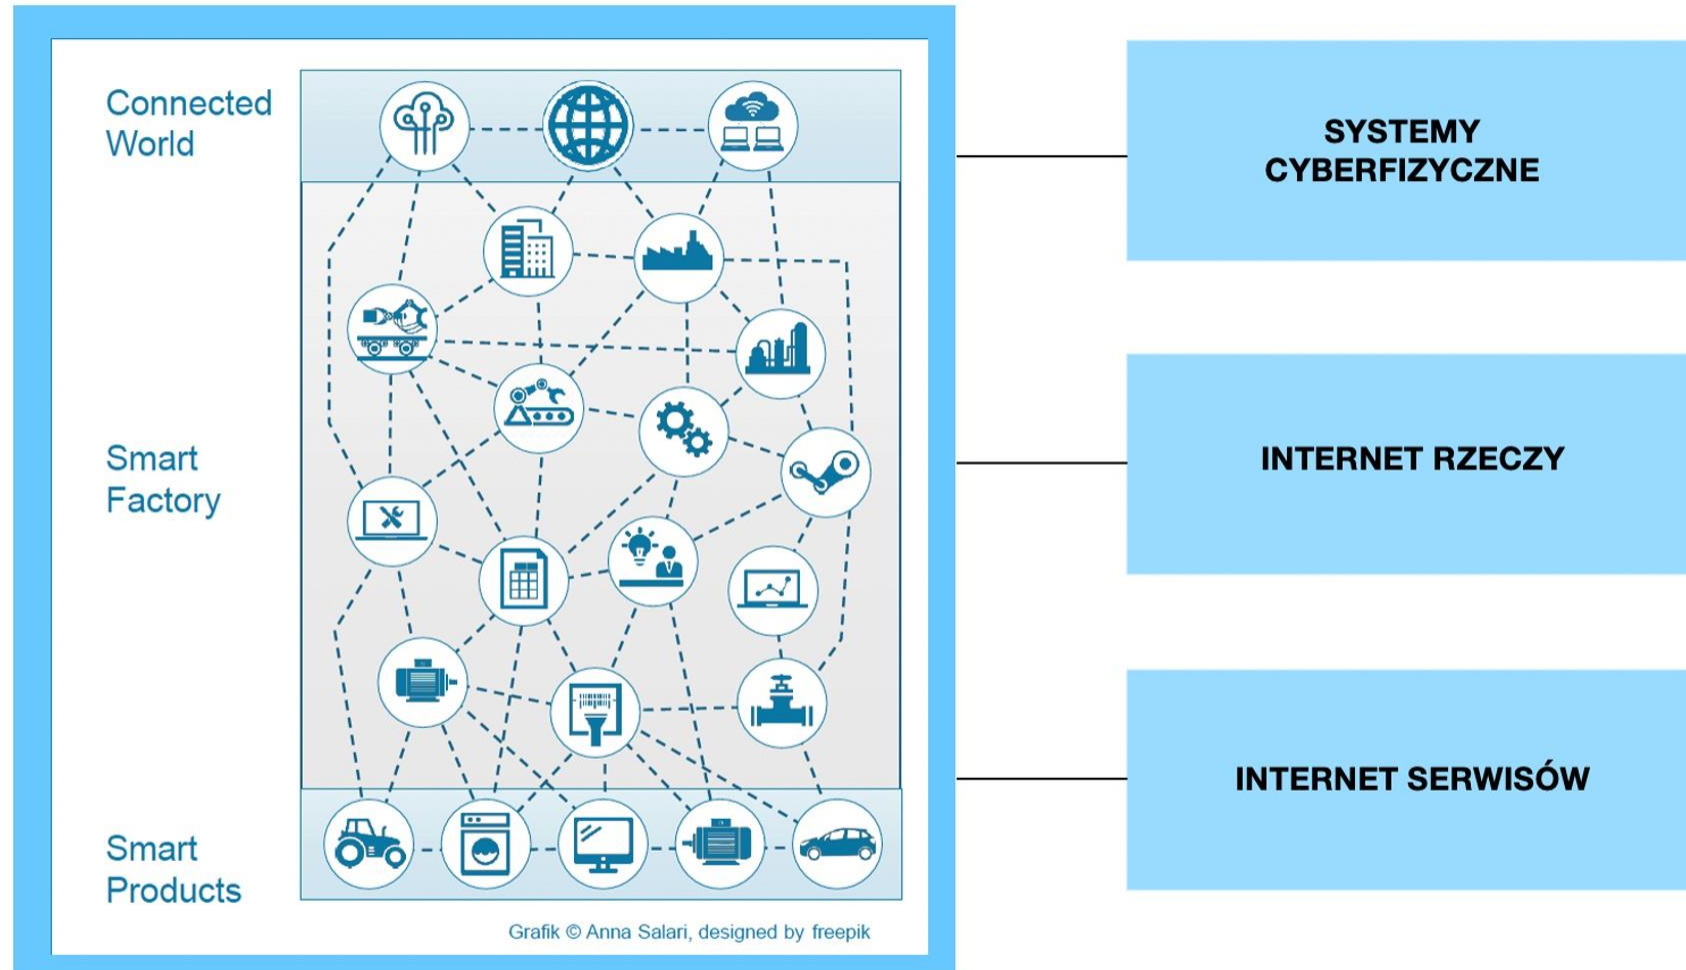 Connected
World
Smart
Factory
Smart
Products
Grafik © Anna Salari, designed by freepik
SYSTEMY
CYBERFIZYCZNE
INTERNET RZECZY
INTERNET SERWISÓW